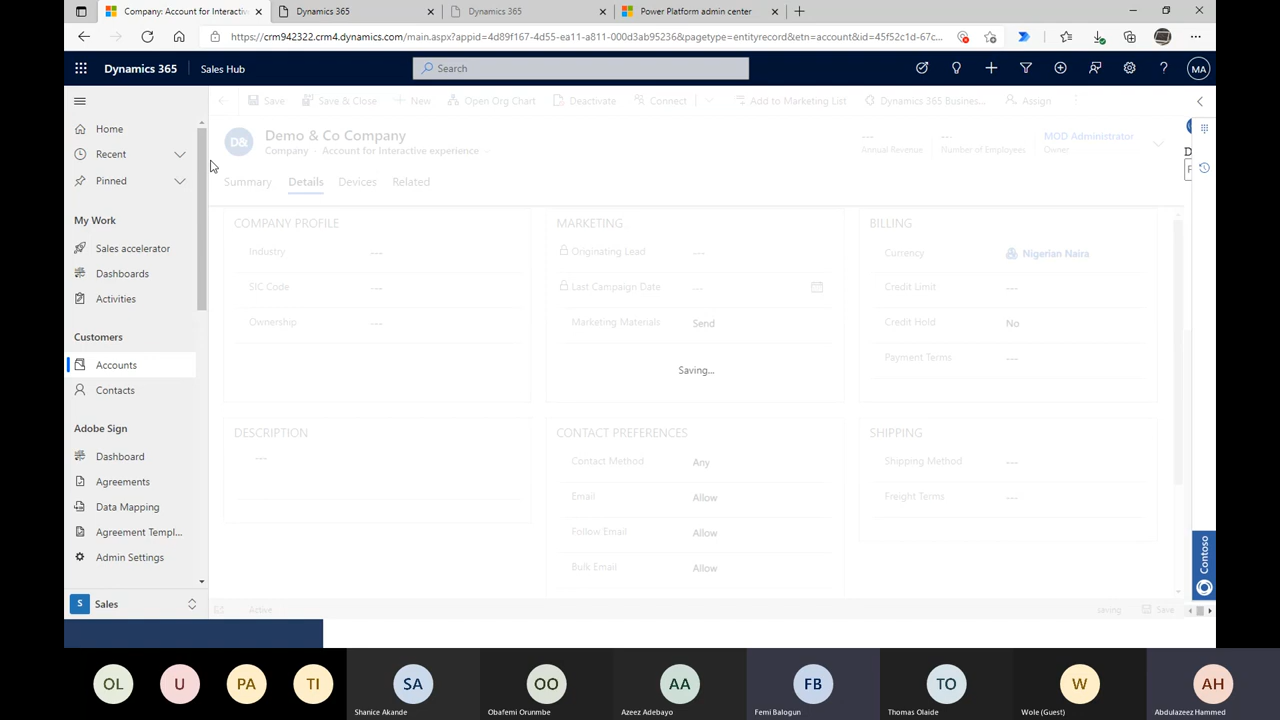 Company: Account for Interactiv
Dynamics 365
Dynamics 365
Power Platform admin center
https://crm942322.crm4.dynamics.com/main.aspx?appid=4d89f167-4d55-ea11-a811-000d3ab95236&pagetype=entityrecord&etn=account&id=45f52c1d-67c...
Dynamics 365
Sales Hub
Search
MA
Save
Save & Close
New
Open Org Chart
Deactivate
Connect
Add to Marketing List
Dynamics 365 Busines...
Assign
Home
Recent
Pinned
My Work
Sales accelerator
Dashboards
Activities
Customers
Accounts
Contacts
Adobe Sign
Dashboard
Agreements
Data Mapping
Agreement Templ...
Admin Settings
S Sales
D&
Demo & Co Company
Company · Account for Interactive experience
---
Annual Revenue
---
Number of Employees
MOD Administrator
Owner
Summary
Details
Devices
Related
COMPANY PROFILE
Industry ---
SIC Code ---
Ownership ---
MARKETING
Originating Lead ---
Last Campaign Date ---
Marketing Materials Send
Saving...
BILLING
Currency Nigerian Naira
Credit Limit ---
Credit Hold No
Payment Terms ---
DESCRIPTION
---
CONTACT PREFERENCES
Contact Method Any
Email Allow
Follow Email Allow
Bulk Email Allow
SHIPPING
Shipping Method ---
Freight Terms ---
Contoso
Active
saving
Save
OL
U
PA
TI
SA
Shanice Akande
OO
Obafemi Orunmbe
AA
Azeez Adebayo
FB
Femi Balogun
TO
Thomas Olaide
W
Wole (Guest)
AH
Abdulazeez Hammed